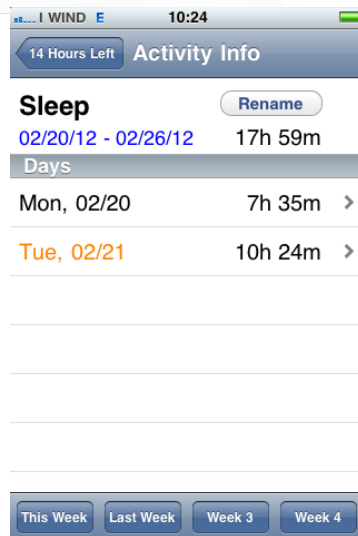 I WIND E 10:24
14 Hours Left Activity Info
Sleep Rename
02/20/12 - 02/26/12 17h 59m
Days
Mon, 02/20 7h 35m
Tue, 02/21 10h 24m
This Week Last Week Week 3 Week 4